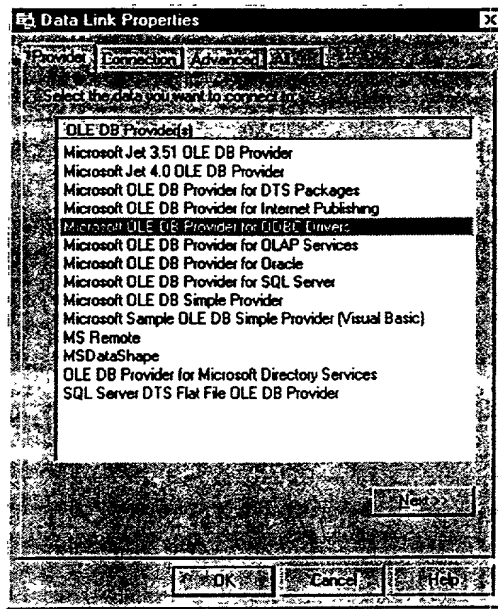 Data Link Properties
Provider Connection Advanced All
Select the data you want to connect to:
OLE DB Provider(s)
Microsoft Jet 3.51 OLE DB Provider
Microsoft Jet 4.0 OLE DB Provider
Microsoft OLE DB Provider for DTS Packages
Microsoft OLE DB Provider for Internet Publishing
Microsoft OLE DB Provider for ODBC Drivers
Microsoft OLE DB Provider for OLAP Services
Microsoft OLE DB Provider for Oracle
Microsoft OLE DB Provider for SQL Server
Microsoft OLE DB Simple Provider
Microsoft Sample OLE DB Simple Provider (Visual Basic)
MS Remote
MSDataShape
OLE DB Provider for Microsoft Directory Services
SQL Server DTS Flat File OLE DB Provider
Next >>
OK Cancel Help